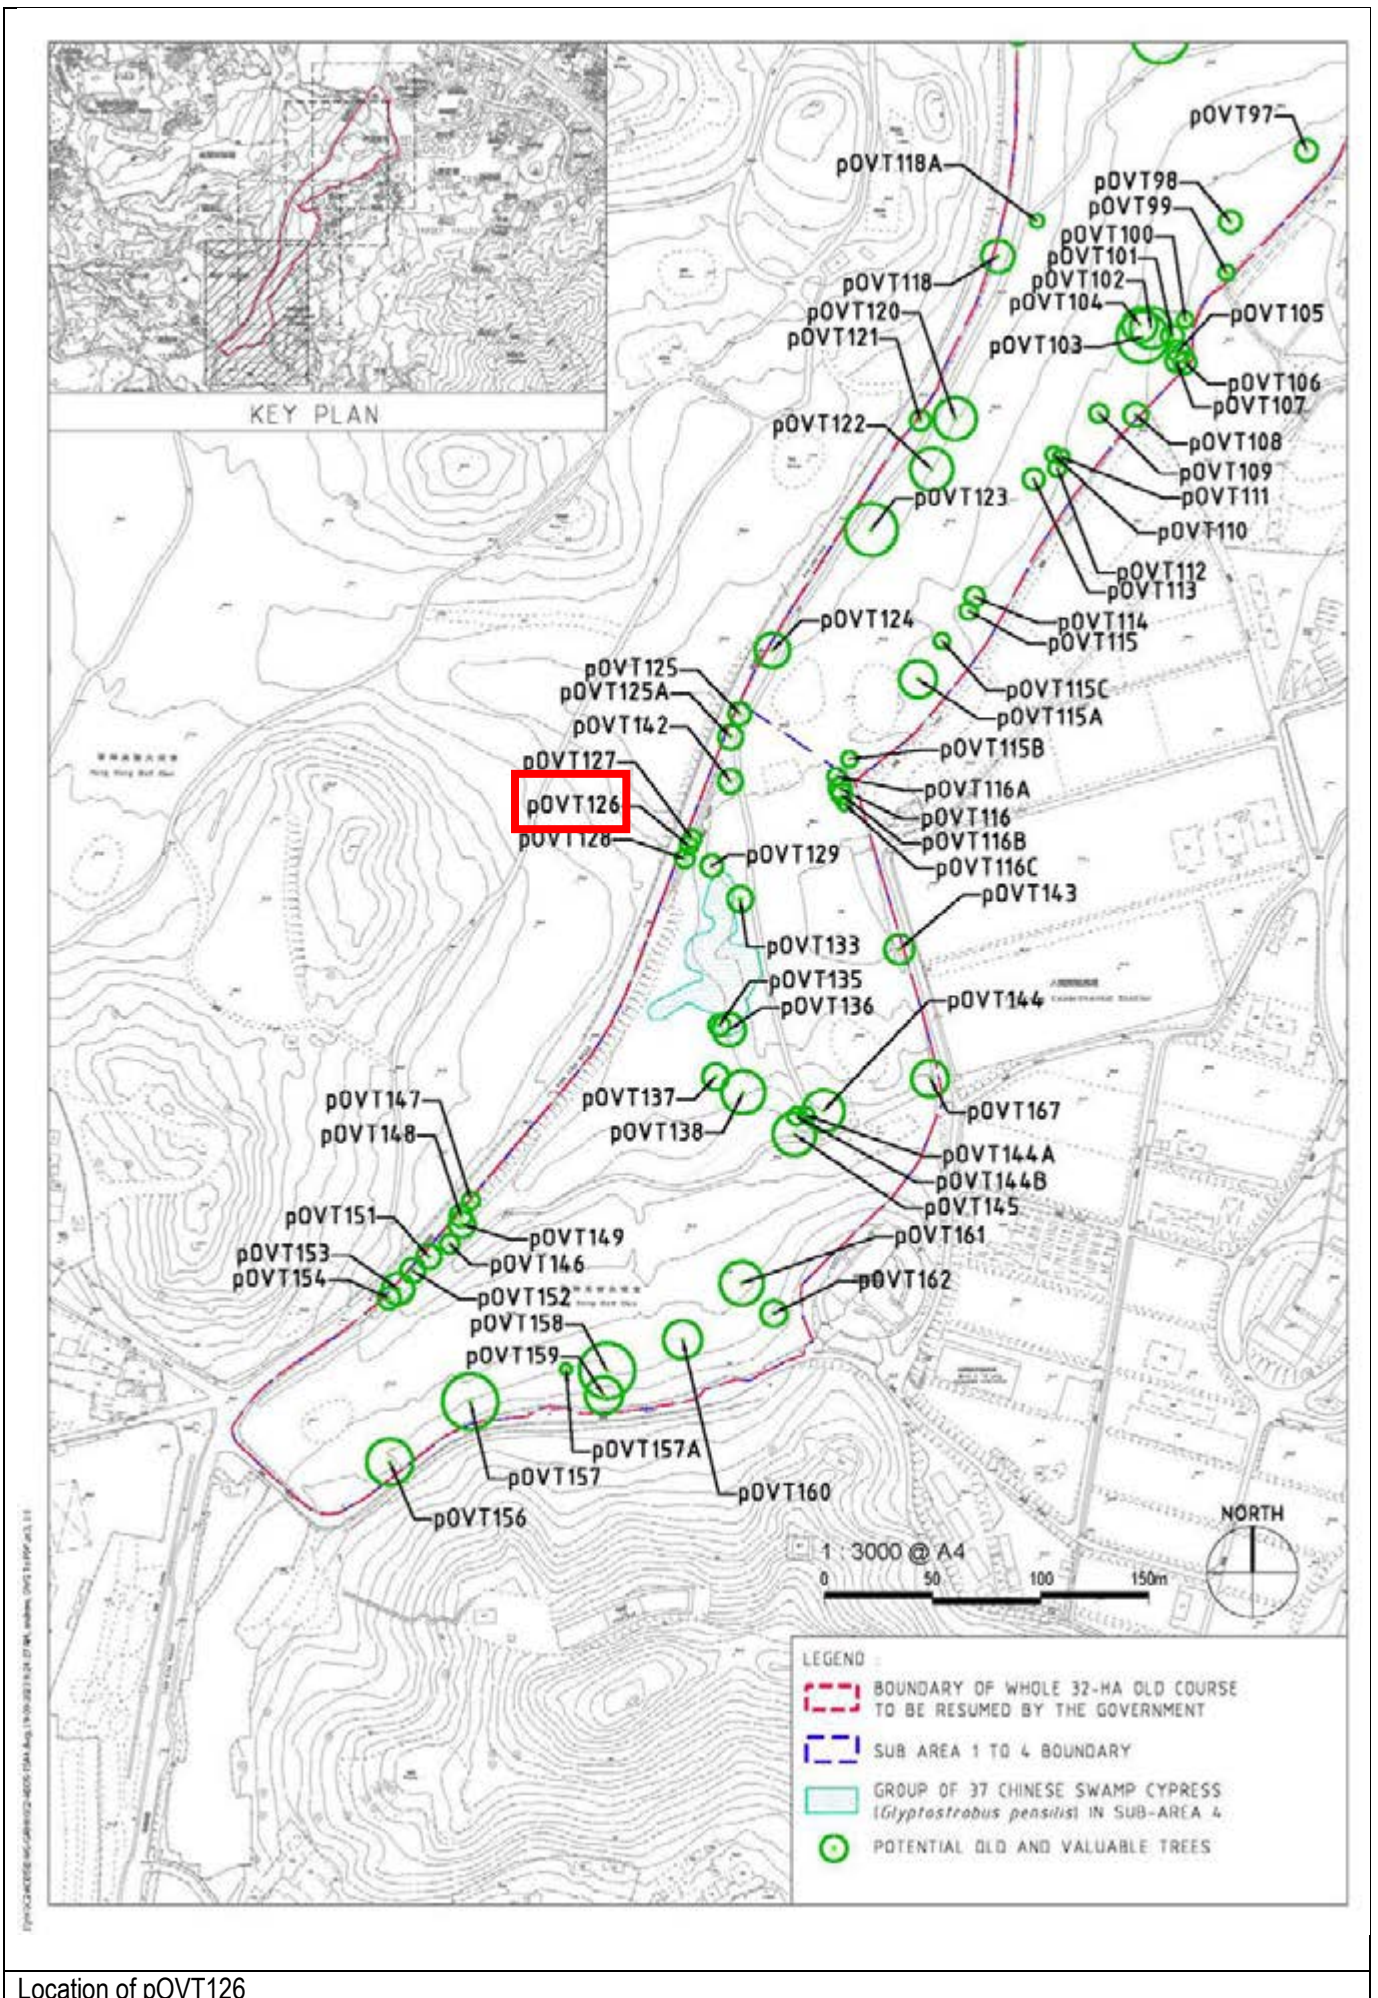 KEY PLAN
pOVT97
pOVT118A
pOVT98
pOVT99
pOVT100
pOVT101
pOVT102
pOVT104
pOVT118
pOVT120
pOVT121
pOVT103
pOVT105
pOVT106
pOVT107
pOVT122
pOVT108
pOVT109
pOVT111
pOVT123
pOVT110
pOVT112
pOVT113
pOVT124
pOVT114
pOVT115
pOVT125
pOVT125A
pOVT115C
pOVT115A
pOVT142
pOVT115B
pOVT127
pOVT116A
pOVT126
pOVT116
pOVT128
pOVT116B
pOVT129
pOVT116C
pOVT143
pOVT133
pOVT135
pOVT136
pOVT144
Experimental Station
pOVT147
pOVT137
pOVT167
pOVT148
pOVT138
pOVT144A
pOVT144B
pOVT145
pOVT151
pOVT149
pOVT161
pOVT153
pOVT146
pOVT154
pOVT162
pOVT152
pOVT158
pOVT159
pOVT157A
pOVT157
pOVT160
pOVT156
NORTH
1 : 3000 @ A4
0 50 100 150m
LEGEND :
BOUNDARY OF WHOLE 32-HA OLD COURSE
TO BE RESUMED BY THE GOVERNMENT
SUB AREA 1 TO 4 BOUNDARY
GROUP OF 37 CHINESE SWAMP CYPRESS
(Glyptostrobus pensilis) IN SUB-AREA 4
POTENTIAL OLD AND VALUABLE TREES
Location of pOVT126